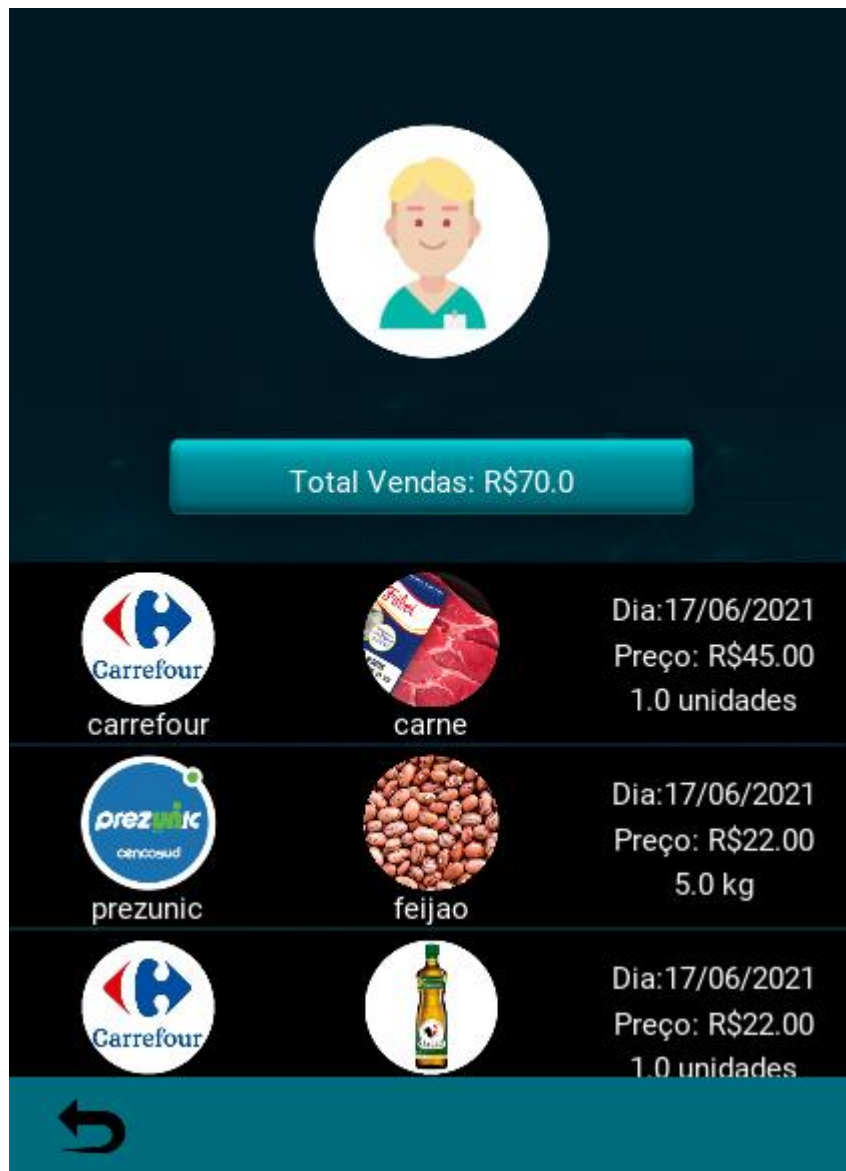 Total Vendas: R$70.0
Carrefour
carrefour
Friboi
carne
Dia:17/06/2021
Preço: R$45.00
1.0 unidades
prezunic
cencosud
prezunic
feijao
Dia:17/06/2021
Preço: R$22.00
5.0 kg
Carrefour
Dia:17/06/2021
Preço: R$22.00
1.0 unidades